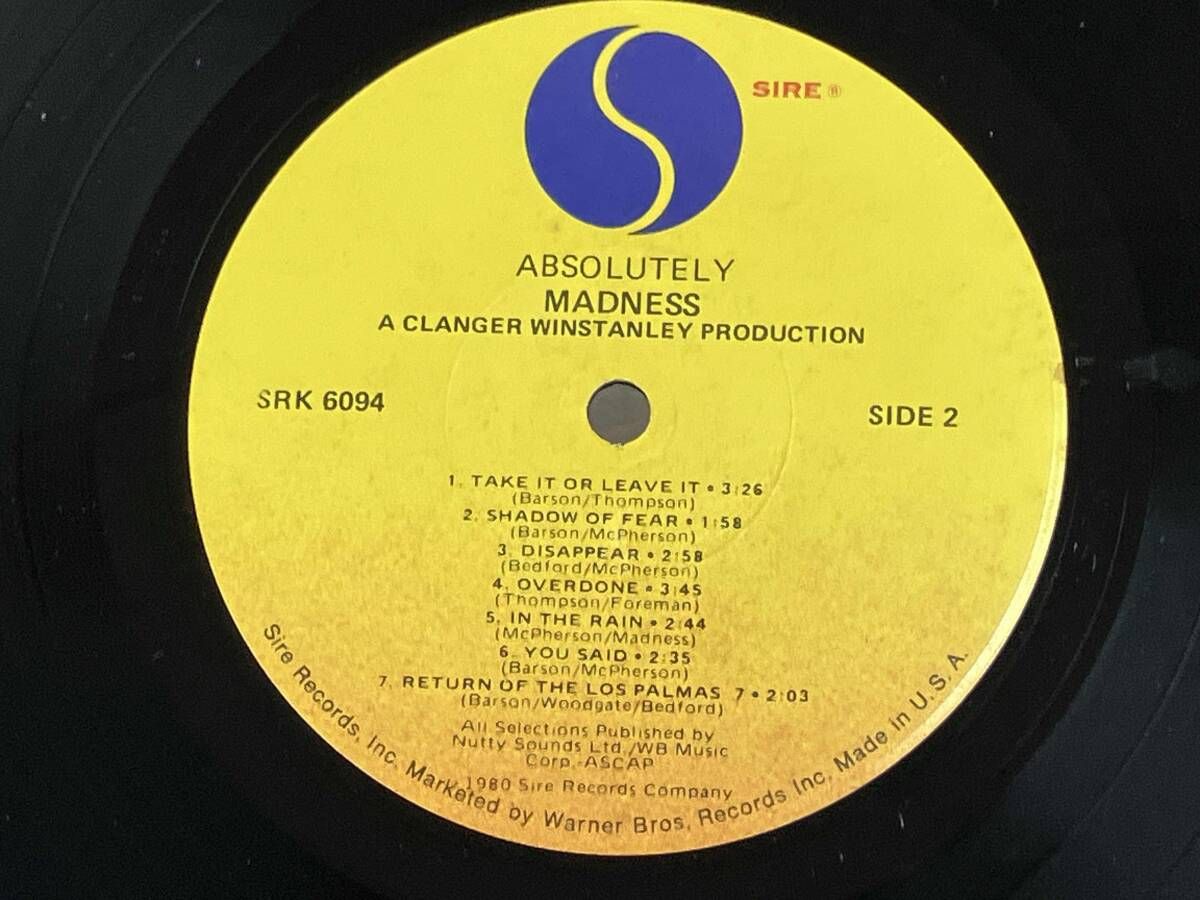 SIRE ®
ABSOLUTELY
MADNESS
A CLANGER WINSTANLEY PRODUCTION
SRK 6094
SIDE 2
1. TAKE IT OR LEAVE IT • 3:26
(Barson/Thompson)
2. SHADOW OF FEAR • 1:58
(Barson/McPherson)
3. DISAPPEAR • 2:58
(Bedford/McPherson)
4. OVERDONE • 3:45
(Thompson/Foreman)
5. IN THE RAIN • 2:44
(McPherson/Madness)
6. YOU SAID • 2:35
(Barson/McPherson)
7. RETURN OF THE LOS PALMAS 7 • 2:03
(Barson/Woodgate/Bedford)
All Selections Published by
Nutty Sounds Ltd./WB Music
Corp.-ASCAP
1980 Sire Records Company
Sire Records, Inc. Marketed by Warner Bros. Records Inc. Made in U.S.A.